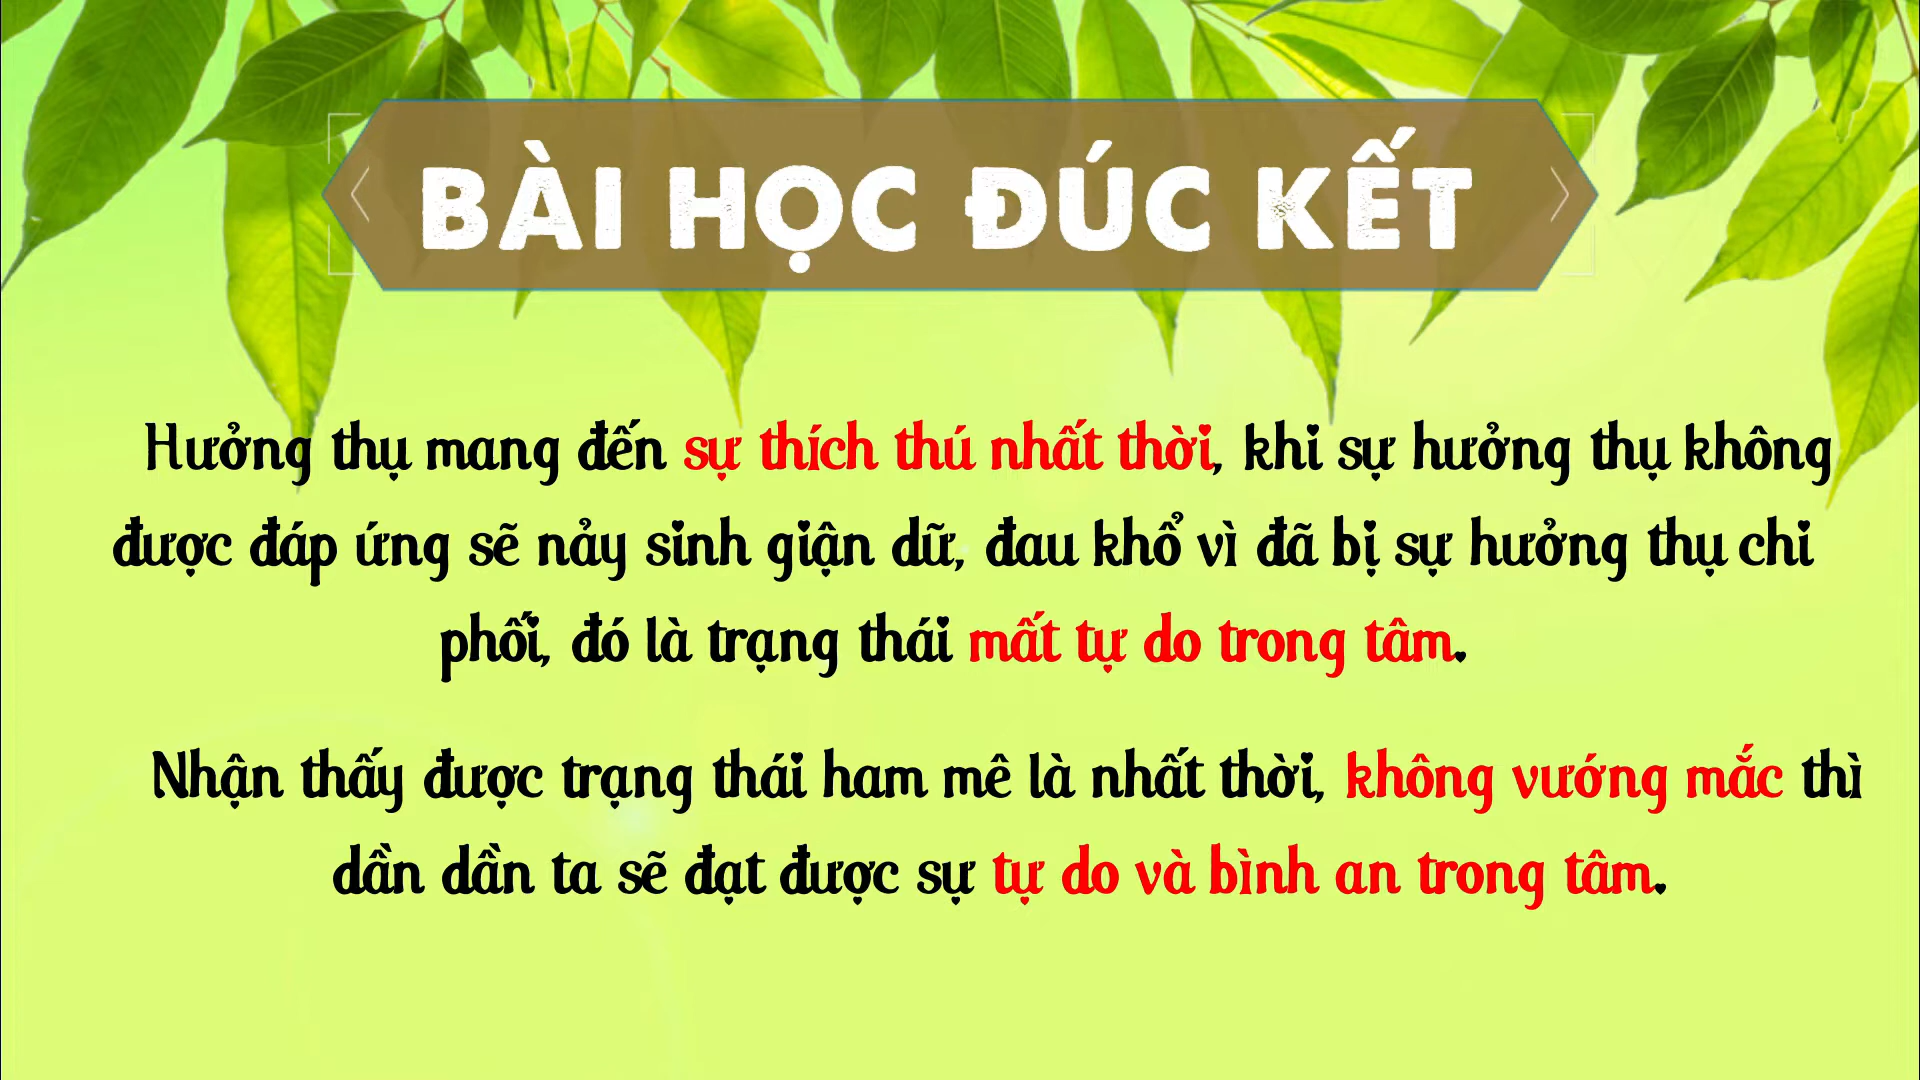 BÀI HỌC ĐÚC KẾT
Hưởng thụ mang đến sự thích thú nhất thời, khi sự hưởng thụ không
được đáp ứng sẽ nảy sinh giận dữ, đau khổ vì đã bị sự hưởng thụ chi
phối, đó là trạng thái mất tự do trong tâm.
Nhận thấy được trạng thái ham mê là nhất thời, không vướng mắc thì
dần dần ta sẽ đạt được sự tự do và bình an trong tâm.